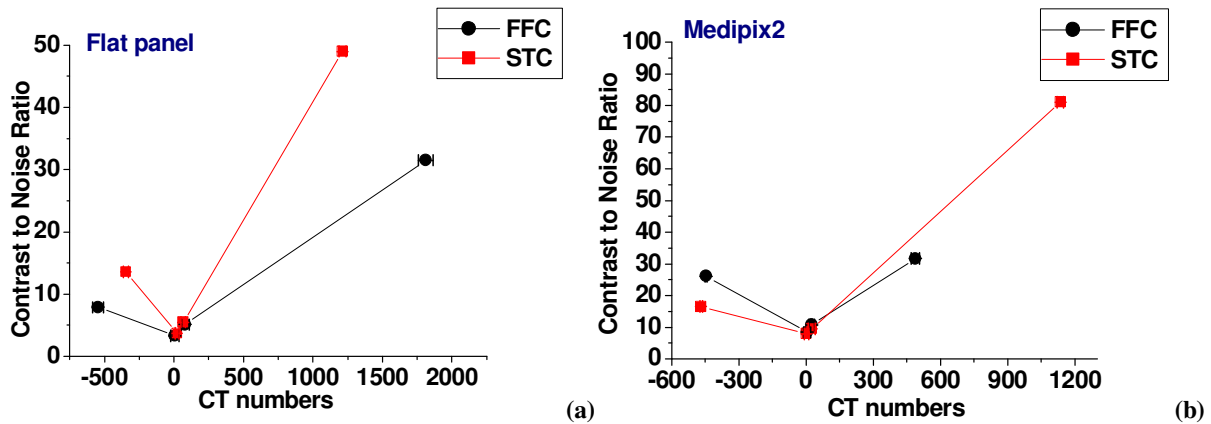 Flat panel
FFC
STC
Contrast to Noise Ratio
50
40
30
20
10
0
-500 0 500 1000 1500 2000
CT numbers
(a)
Medipix2
FFC
STC
Contrast to Noise Ratio
100
90
80
70
60
50
40
30
20
10
0
-600 -300 0 300 600 900 1200
CT numbers
(b)